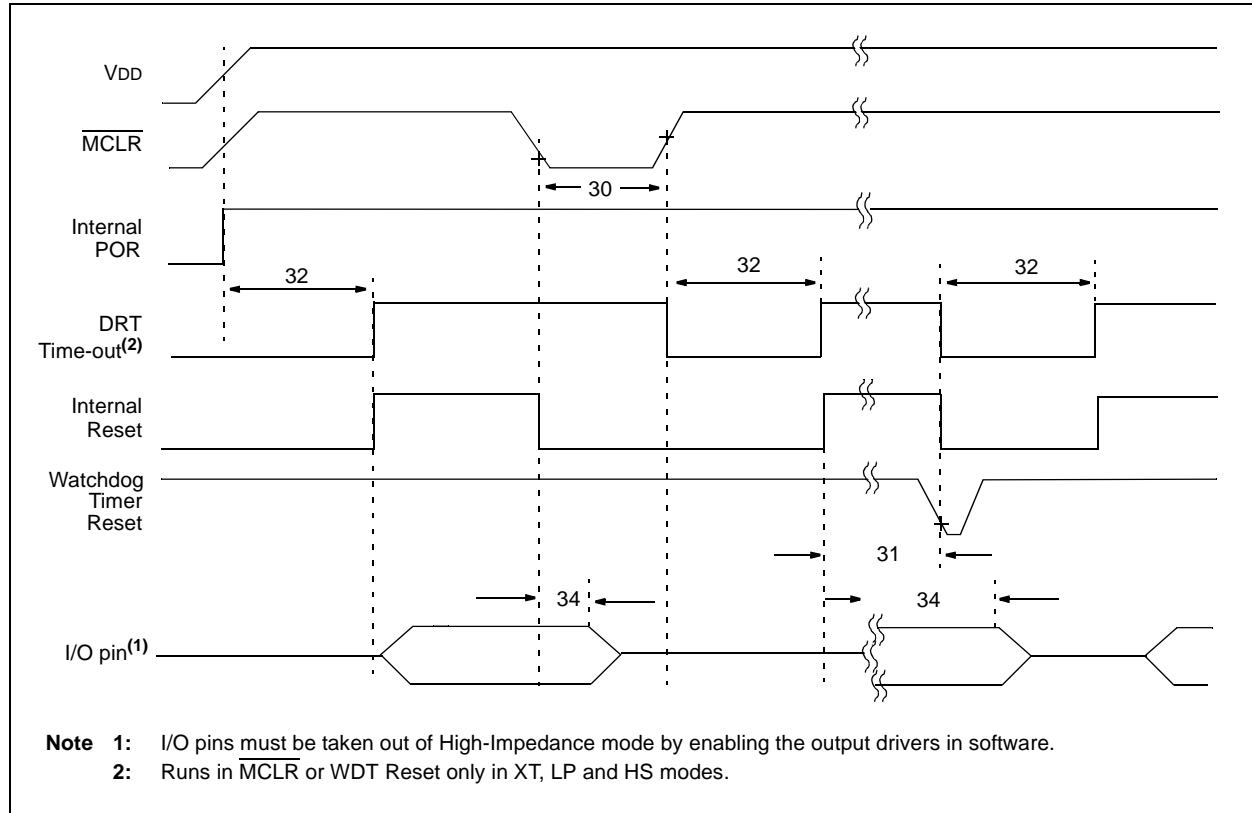 VDD
MCLR
30
Internal
POR
32
32
32
DRT
Time-out(2)
Internal
Reset
Watchdog
Timer
Reset
31
34
34
I/O pin(1)
Note 1: I/O pins must be taken out of High-Impedance mode by enabling the output drivers in software.
2: Runs in MCLR or WDT Reset only in XT, LP and HS modes.